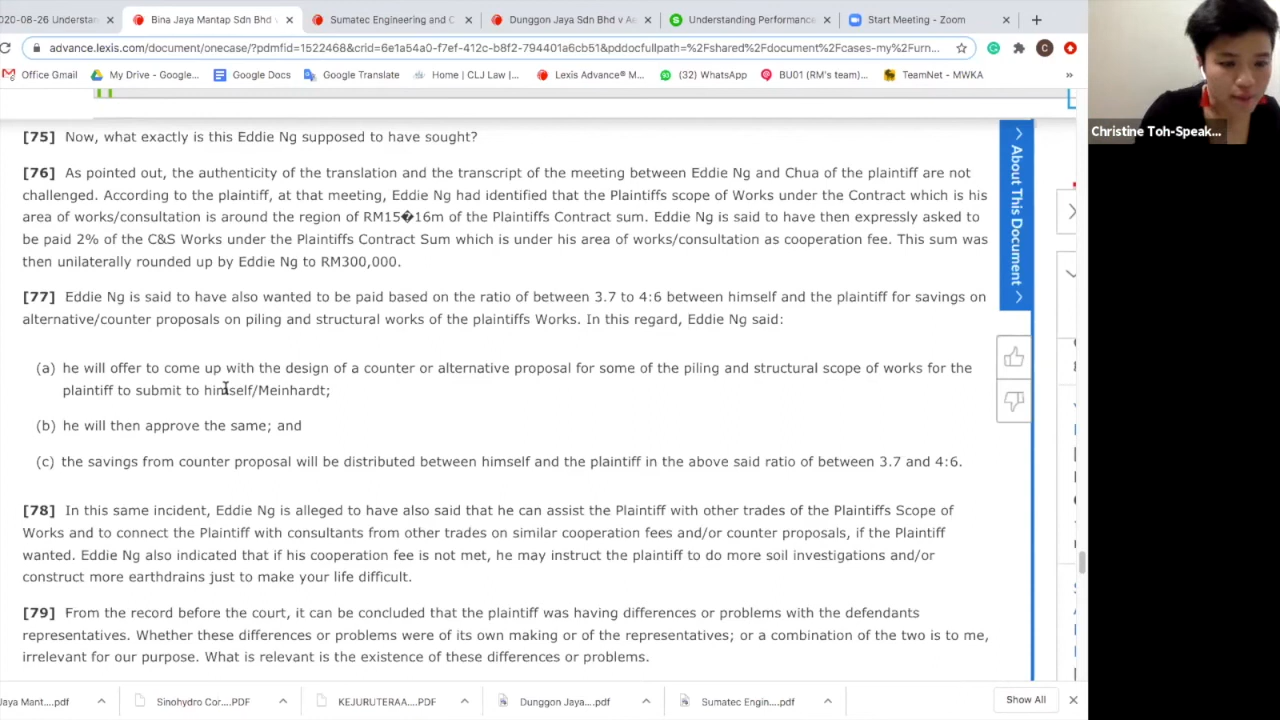 020-08-26 Understa
Bina Jaya Mantap Sdn Bhd v
Sumatec Engineering and C
Dunggon Jaya Sdn Bhd v A
Understanding Performance
Start Meeting - Zoom
advance.lexis.com/document/onecase/?pdmfid=1522468&crid=6e1a54a0-f7ef-412c-b8f2-794401a6cb51&pddocfullpath=%2Fshared%2Fdocument%2Fcases-my%2Furn...
Office Gmail
My Drive - Google...
Google Docs
Google Translate
Home | CLJ Law |...
Lexis Advance® M...
(32) WhatsApp
BU01 (RM's team)...
TeamNet - MWKA
»
Christine Toh-Speak...
About This Document
[75] Now, what exactly is this Eddie Ng supposed to have sought?
[76] As pointed out, the authenticity of the translation and the transcript of the meeting between Eddie Ng and Chua of the plaintiff are not
challenged. According to the plaintiff, at that meeting, Eddie Ng had identified that the Plaintiffs scope of Works under the Contract which is his
area of works/consultation is around the region of RM15�16m of the Plaintiffs Contract sum. Eddie Ng is said to have then expressly asked to
be paid 2% of the C&S Works under the Plaintiffs Contract Sum which is under his area of works/consultation as cooperation fee. This sum was
then unilaterally rounded up by Eddie Ng to RM300,000.
[77] Eddie Ng is said to have also wanted to be paid based on the ratio of between 3.7 to 4:6 between himself and the plaintiff for savings on
alternative/counter proposals on piling and structural works of the plaintiffs Works. In this regard, Eddie Ng said:
(a) he will offer to come up with the design of a counter or alternative proposal for some of the piling and structural scope of works for the
plaintiff to submit to himself/Meinhardt;
(b) he will then approve the same; and
(c) the savings from counter proposal will be distributed between himself and the plaintiff in the above said ratio of between 3.7 and 4:6.
[78] In this same incident, Eddie Ng is alleged to have also said that he can assist the Plaintiff with other trades of the Plaintiffs Scope of
Works and to connect the Plaintiff with consultants from other trades on similar cooperation fees and/or counter proposals, if the Plaintiff
wanted. Eddie Ng also indicated that if his cooperation fee is not met, he may instruct the plaintiff to do more soil investigations and/or
construct more earthdrains just to make your life difficult.
[79] From the record before the court, it can be concluded that the plaintiff was having differences or problems with the defendants
representatives. Whether these differences or problems were of its own making or of the representatives; or a combination of the two is to me,
irrelevant for our purpose. What is relevant is the existence of these differences or problems.
Jaya Mant....pdf
Sinohydro Cor....PDF
KEJURUTERAA....PDF
Dunggon Jaya....pdf
Sumatec Engin....pdf
Show All